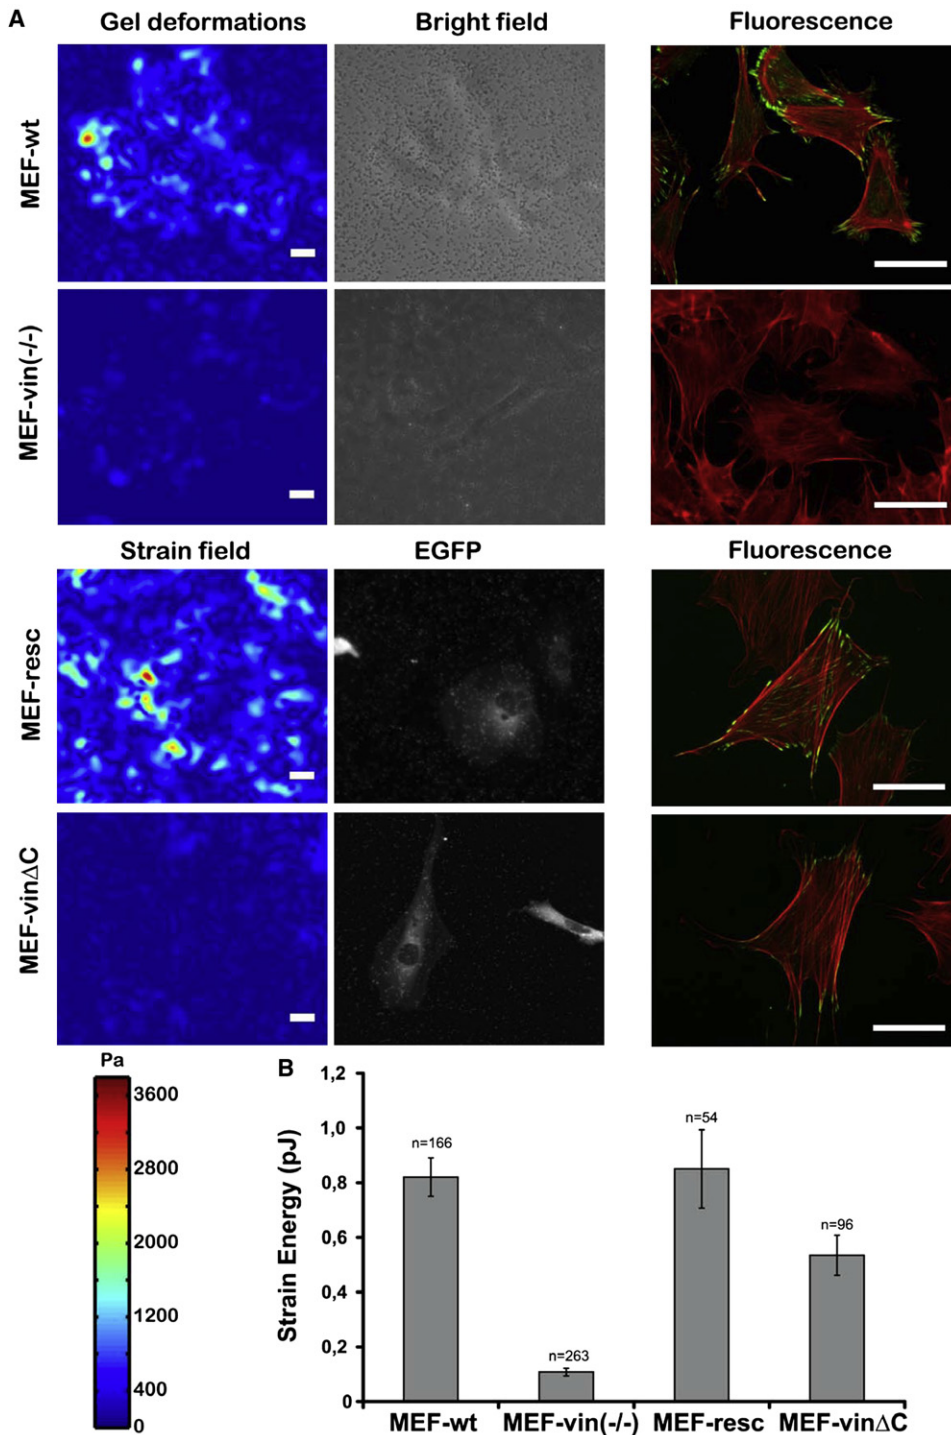 A
Gel deformations Bright field Fluorescence
MEF-wt
MEF-vin(-/-)
Strain field EGFP Fluorescence
MEF-resc
MEF-vinΔC
Pa
3600
2800
2000
1200
400
0
B
Strain Energy (pJ)
1,2
1,0
0,8
0,6
0,4
0,2
0
n=166
n=263
n=54
n=96
MEF-wt MEF-vin(-/-) MEF-resc MEF-vinΔC